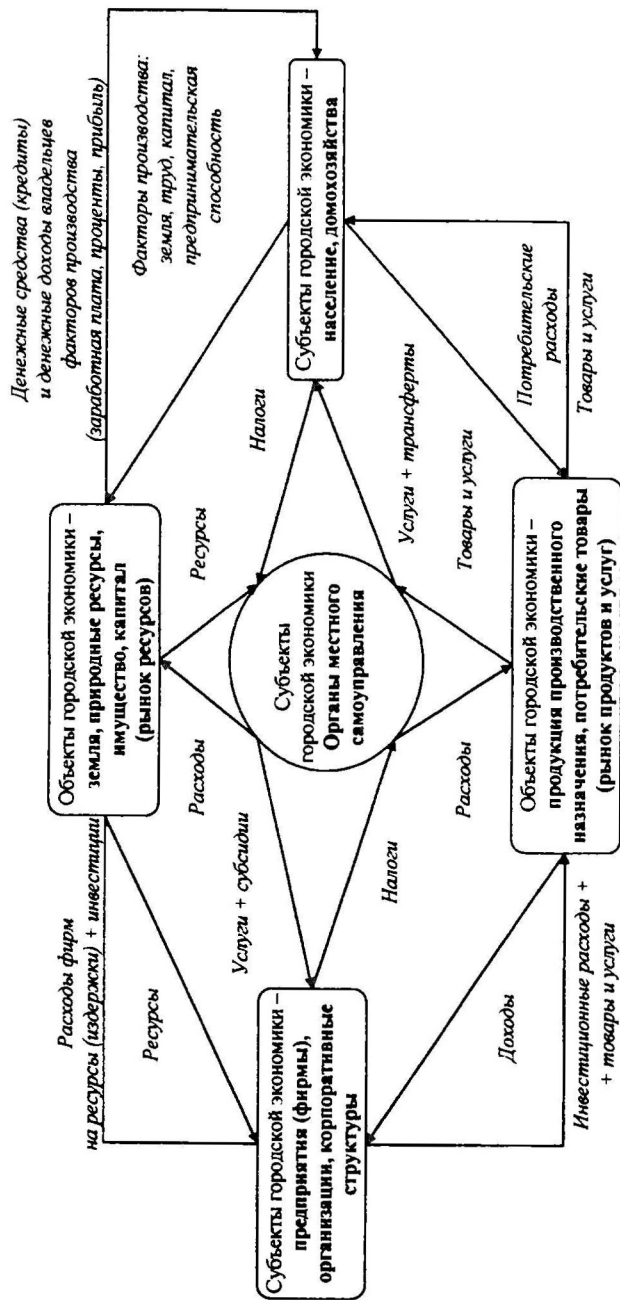 Денежные средства (кредиты)
и денежные доходы владельцев
факторов производства
(заработная плата, проценты, прибыль)
Расходы фирм
на ресурсы (издержки) + инвестиции
Объекты городской экономики –
земля, природные ресурсы,
имущество, капитал
(рынок ресурсов)
Факторы производства:
земля, труд, капитал,
предпринимательская
способность
Ресурсы
Расходы
Ресурсы
Услуги + субсидии
Налоги
Субъекты городской экономики –
предприятия (фирмы),
организации, корпоративные
структуры
Субъекты
городской экономики
Органы местного
самоуправления
Субъекты городской экономики –
население, домохозяйства
Налоги
Услуги + трансферты
Расходы
Товары и услуги
Доходы
Потребительские
расходы
Инвестиционные расходы +
+ товары и услуги
Объекты городской экономики –
продукция производственного
назначения, потребительские товары
(рынок продуктов и услуг)
Товары и услуги